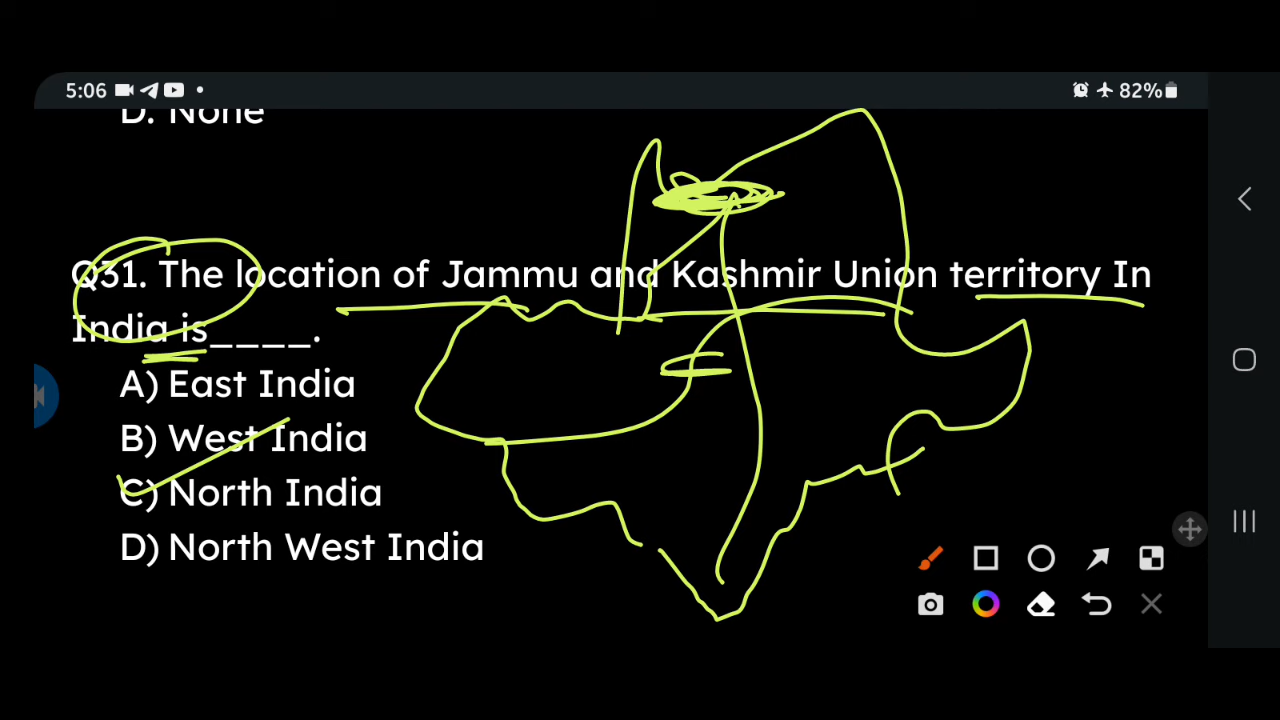 5:06 82%
D. None
Q31. The location of Jammu and Kashmir Union territory In
India is____.
A) East India
B) West India
C) North India
D) North West India